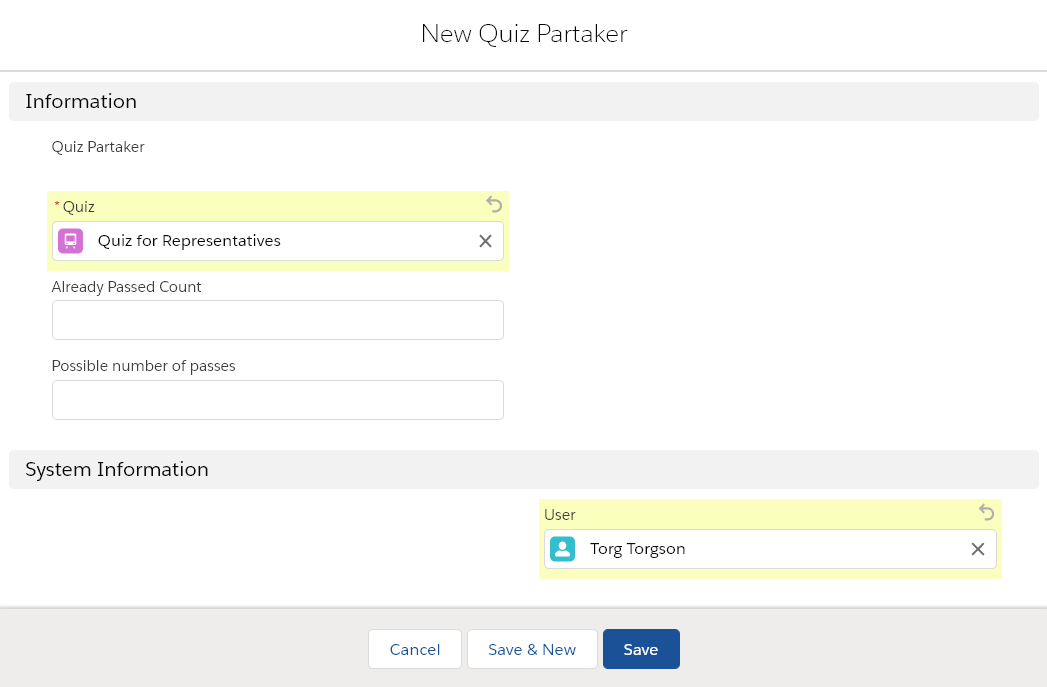 New Quiz Partaker
Information
Quiz Partaker
* Quiz
Quiz for Representatives
Already Passed Count
Possible number of passes
System Information
User
Torg Torgson
Cancel
Save & New
Save